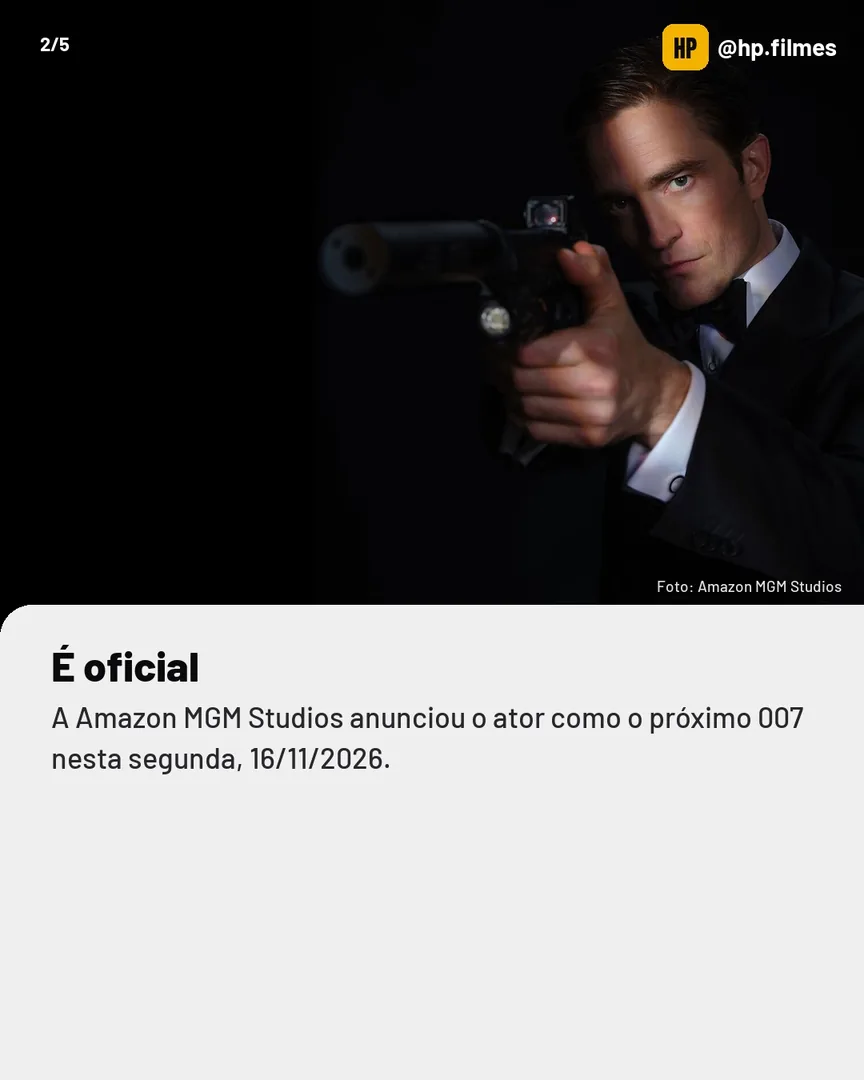 2/5
HP @hp.filmes
Foto: Amazon MGM Studios
É oficial
A Amazon MGM Studios anunciou o ator como o próximo 007
nesta segunda, 16/11/2026.